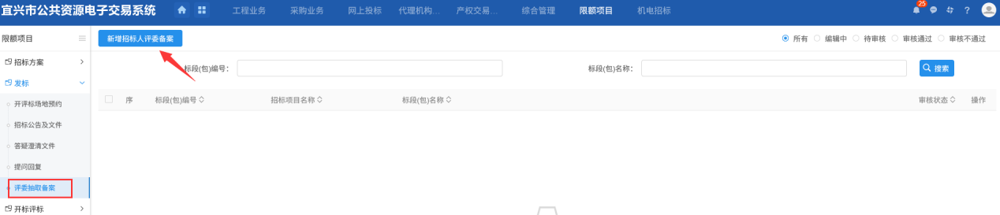 宜兴市公共资源电子交易系统 工程业务 采购业务 网上投标 代理机构... 产权交易... 综合管理 限额项目 机电招标 25 ?
限额项目 新增招标人评委备案 所有 编辑中 待审核 审核通过 审核不通过
招标方案 标段(包)编号: 标段(包)名称: 搜索
发标
序 标段(包)编号 招标项目名称 标段(包)名称 审核状态 操作
开评标场地预约
招标公告及文件
答疑澄清文件
提问回复
评委抽取备案
开标评标